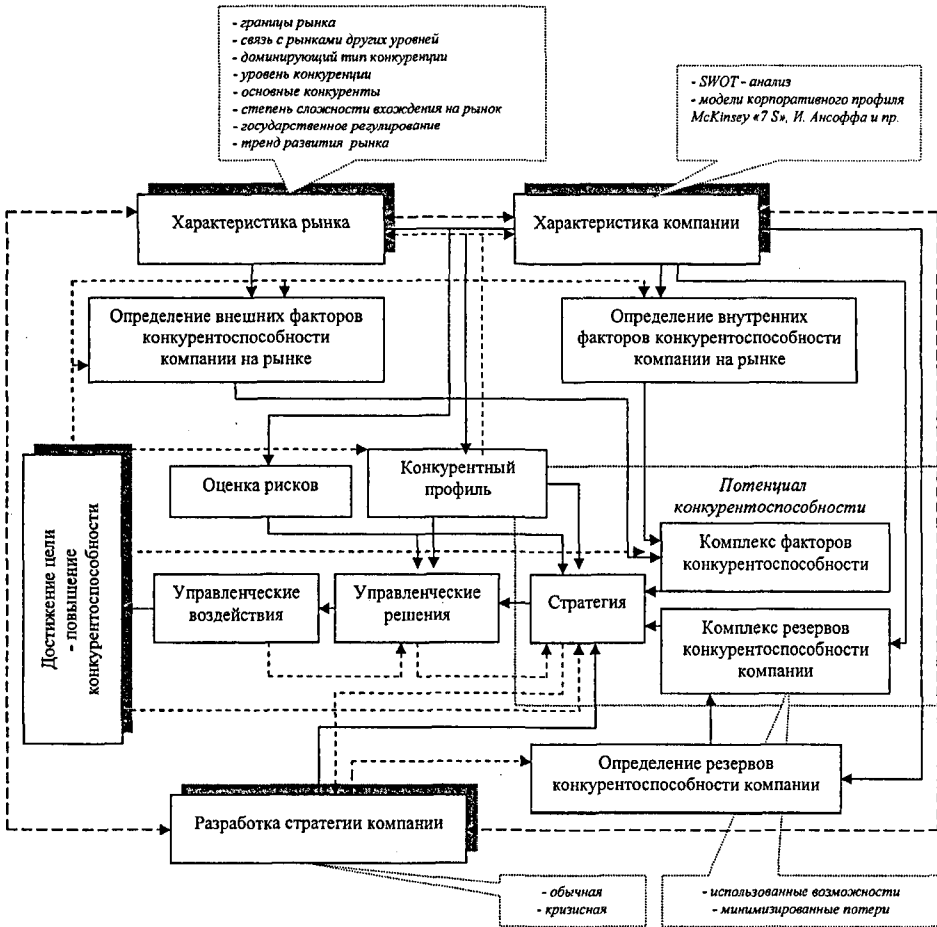 - границы рынка
- связь с рынками других уровней
- доминирующий тип конкуренции
- уровень конкуренции
- основные конкуренты
- степень сложности вхождения на рынок
- государственное регулирование
- тренд развития рынка
- SWOT - анализ
- модели корпоративного профиля
McKinsey «7 S», И. Ансоффа и пр.
Характеристика рынка
Характеристика компании
Определение внешних факторов
конкурентоспособности
компании на рынке
Определение внутренних
факторов конкурентоспособности
компании на рынке
Достижение цели
- повышение
конкурентоспособности
Оценка рисков
Конкурентный
профиль
Потенциал
конкурентоспособности
Комплекс факторов
конкурентоспособности
Управленческие
воздействия
Управленческие
решения
Стратегия
Комплекс резервов
конкурентоспособности
компании
Определение резервов
конкурентоспособности компании
Разработка стратегии компании
- обычная
- кризисная
- использованные возможности
- минимизированные потери